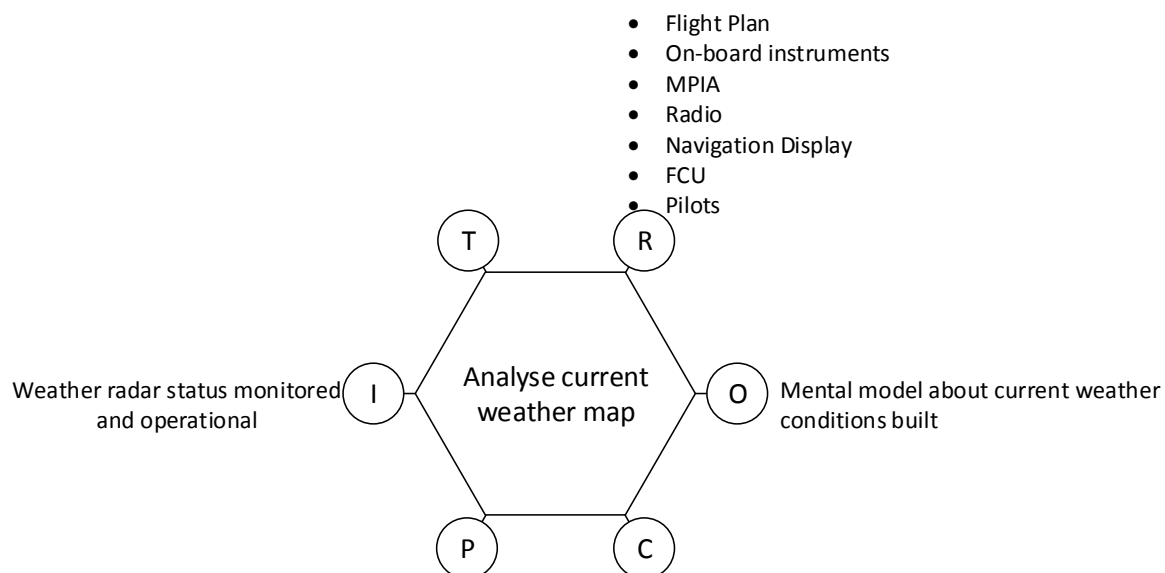 • Flight Plan
• On-board instruments
• MPIA
• Radio
• Navigation Display
• FCU
• Pilots
T
R
Analyse current
weather map
Weather radar status monitored
and operational
I
O
Mental model about current weather
conditions built
P
C